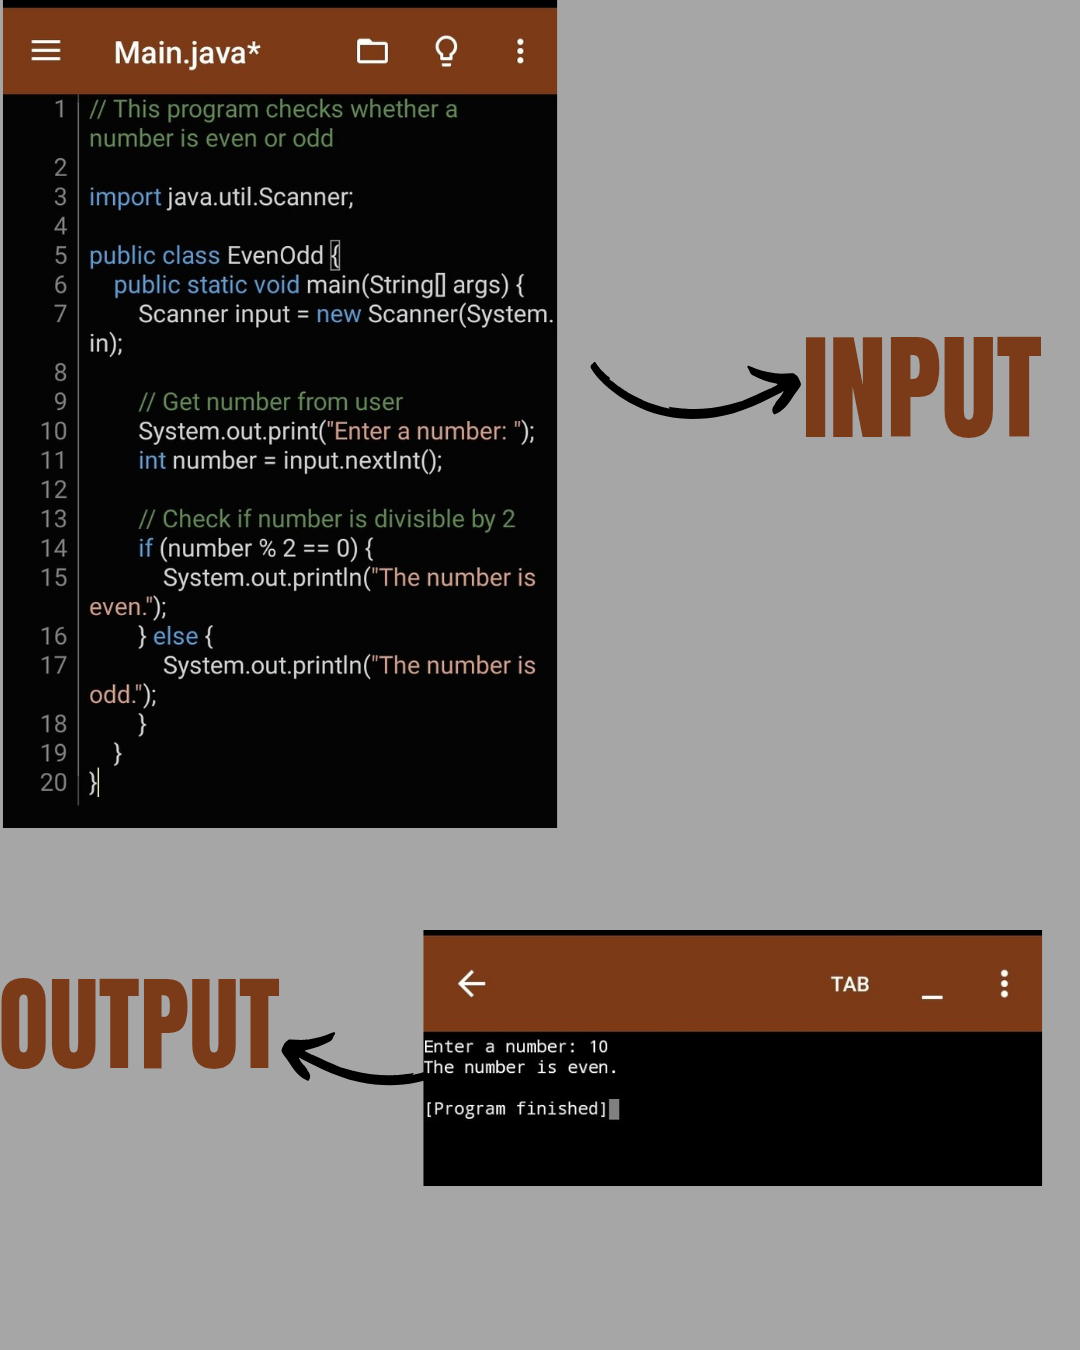 Main.java*
1 // This program checks whether a
number is even or odd
2
3 import java.util.Scanner;
4
5 public class EvenOdd {
6 public static void main(String[] args) {
7 Scanner input = new Scanner(System.
in);
8
9 // Get number from user
10 System.out.print("Enter a number: ");
11 int number = input.nextInt();
12
13 // Check if number is divisible by 2
14 if (number % 2 == 0) {
15 System.out.println("The number is
even.");
16 } else {
17 System.out.println("The number is
odd.");
18 }
19 }
20 }
INPUT
OUTPUT
TAB _
Enter a number: 10
The number is even.
[Program finished]